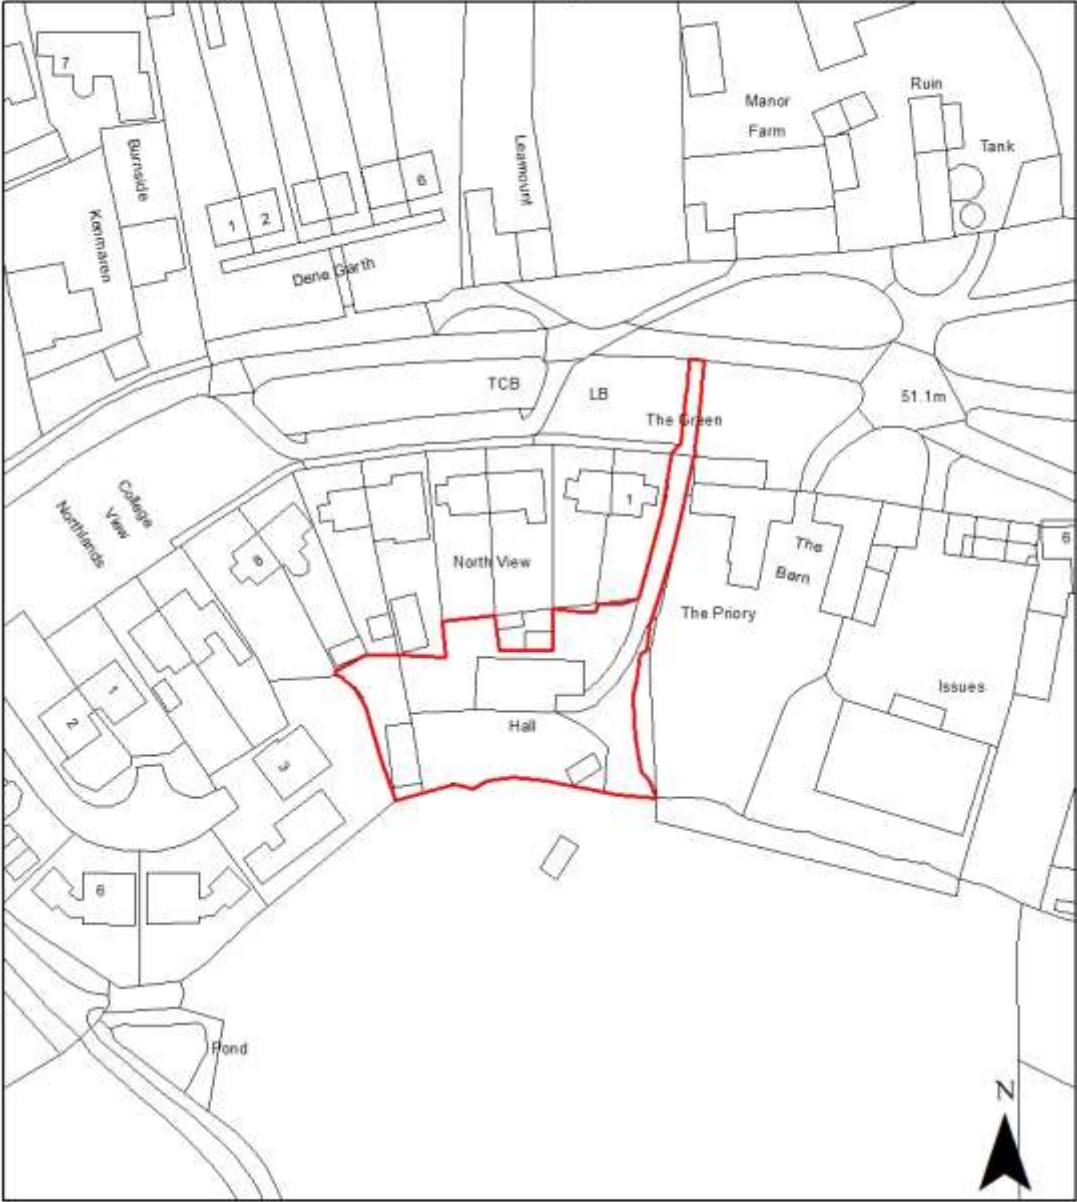 7
Burnside
Kenmaren
1
2
6
Dene Garth
Leamount
Manor
Farm
Ruin
Tank
TCB
LB
The Green
51.1m
College
View
Northlands
8
North View
1
The
Barn
6
The Priory
Issues
Hall
1
2
3
6
Pond
N